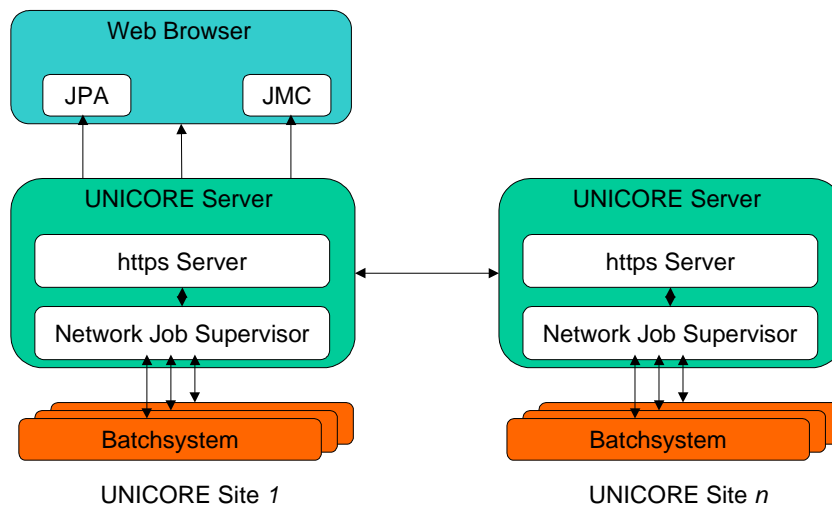 Web Browser
JPA JMC
UNICORE Server UNICORE Server
https Server https Server
Network Job Supervisor Network Job Supervisor
Batchsystem Batchsystem
UNICORE Site 1 UNICORE Site n